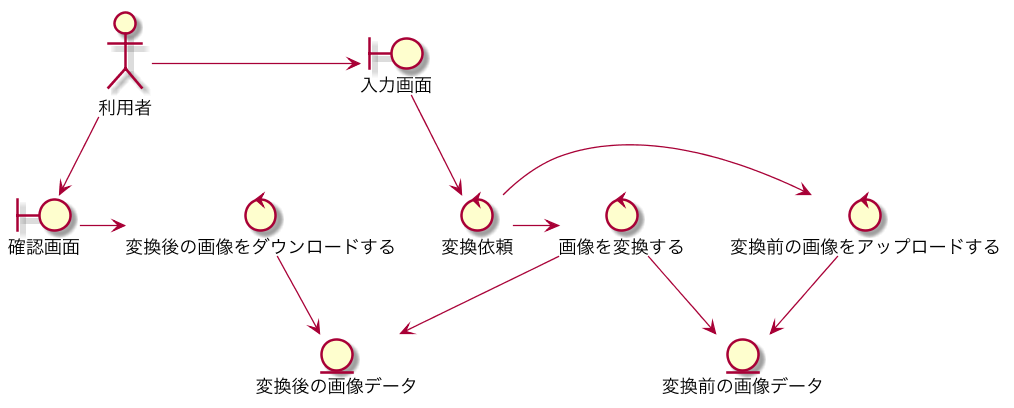 利用者
入力画面
確認画面
変換後の画像をダウンロードする
変換依頼
画像を変換する
変換前の画像をアップロードする
変換後の画像データ
変換前の画像データ